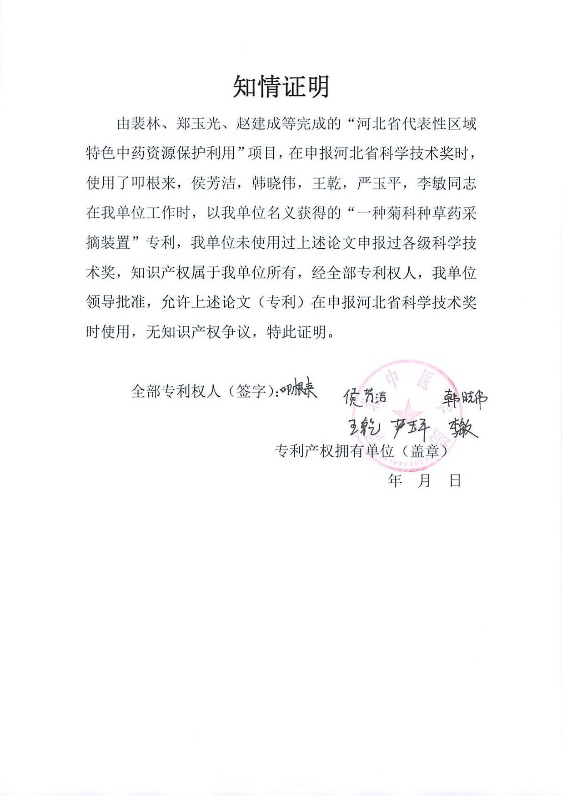 知情证明
由裴林、郑玉光、赵建成等完成的“河北省代表性区域
特色中药资源保护利用”项目，在申报河北省科学技术奖时，
使用了叩根来，侯芳洁，韩晓伟，王乾，严玉平，李敏同志
在我单位工作时，以我单位名义获得的“一种菊科种草药采
摘装置”专利，我单位未使用过上述论文申报过各级科学技
术奖，知识产权属于我单位所有，经全部专利权人，我单位
领导批准，允许上述论文（专利）在申报河北省科学技术奖
时使用，无知识产权争议，特此证明。
全部专利权人（签字）：叩根来 侯芳洁 韩晓伟
王乾 严玉平 李敏
中医
专利产权拥有单位（盖章）
年 月 日